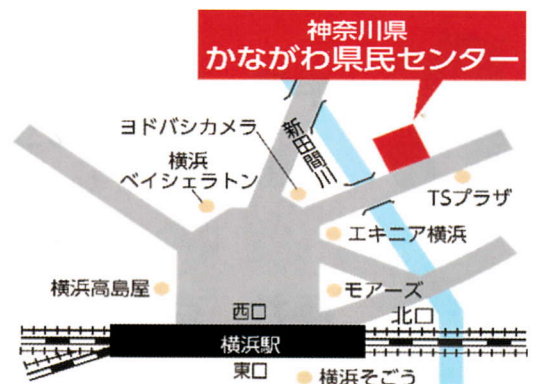 神奈川県
かながわ県民センター
ヨドバシカメラ
新田間川
横浜
ベイシェラトン
TSプラザ
エキニア横浜
横浜高島屋
モアーズ
西口
北口
横浜駅
東口
横浜そごう